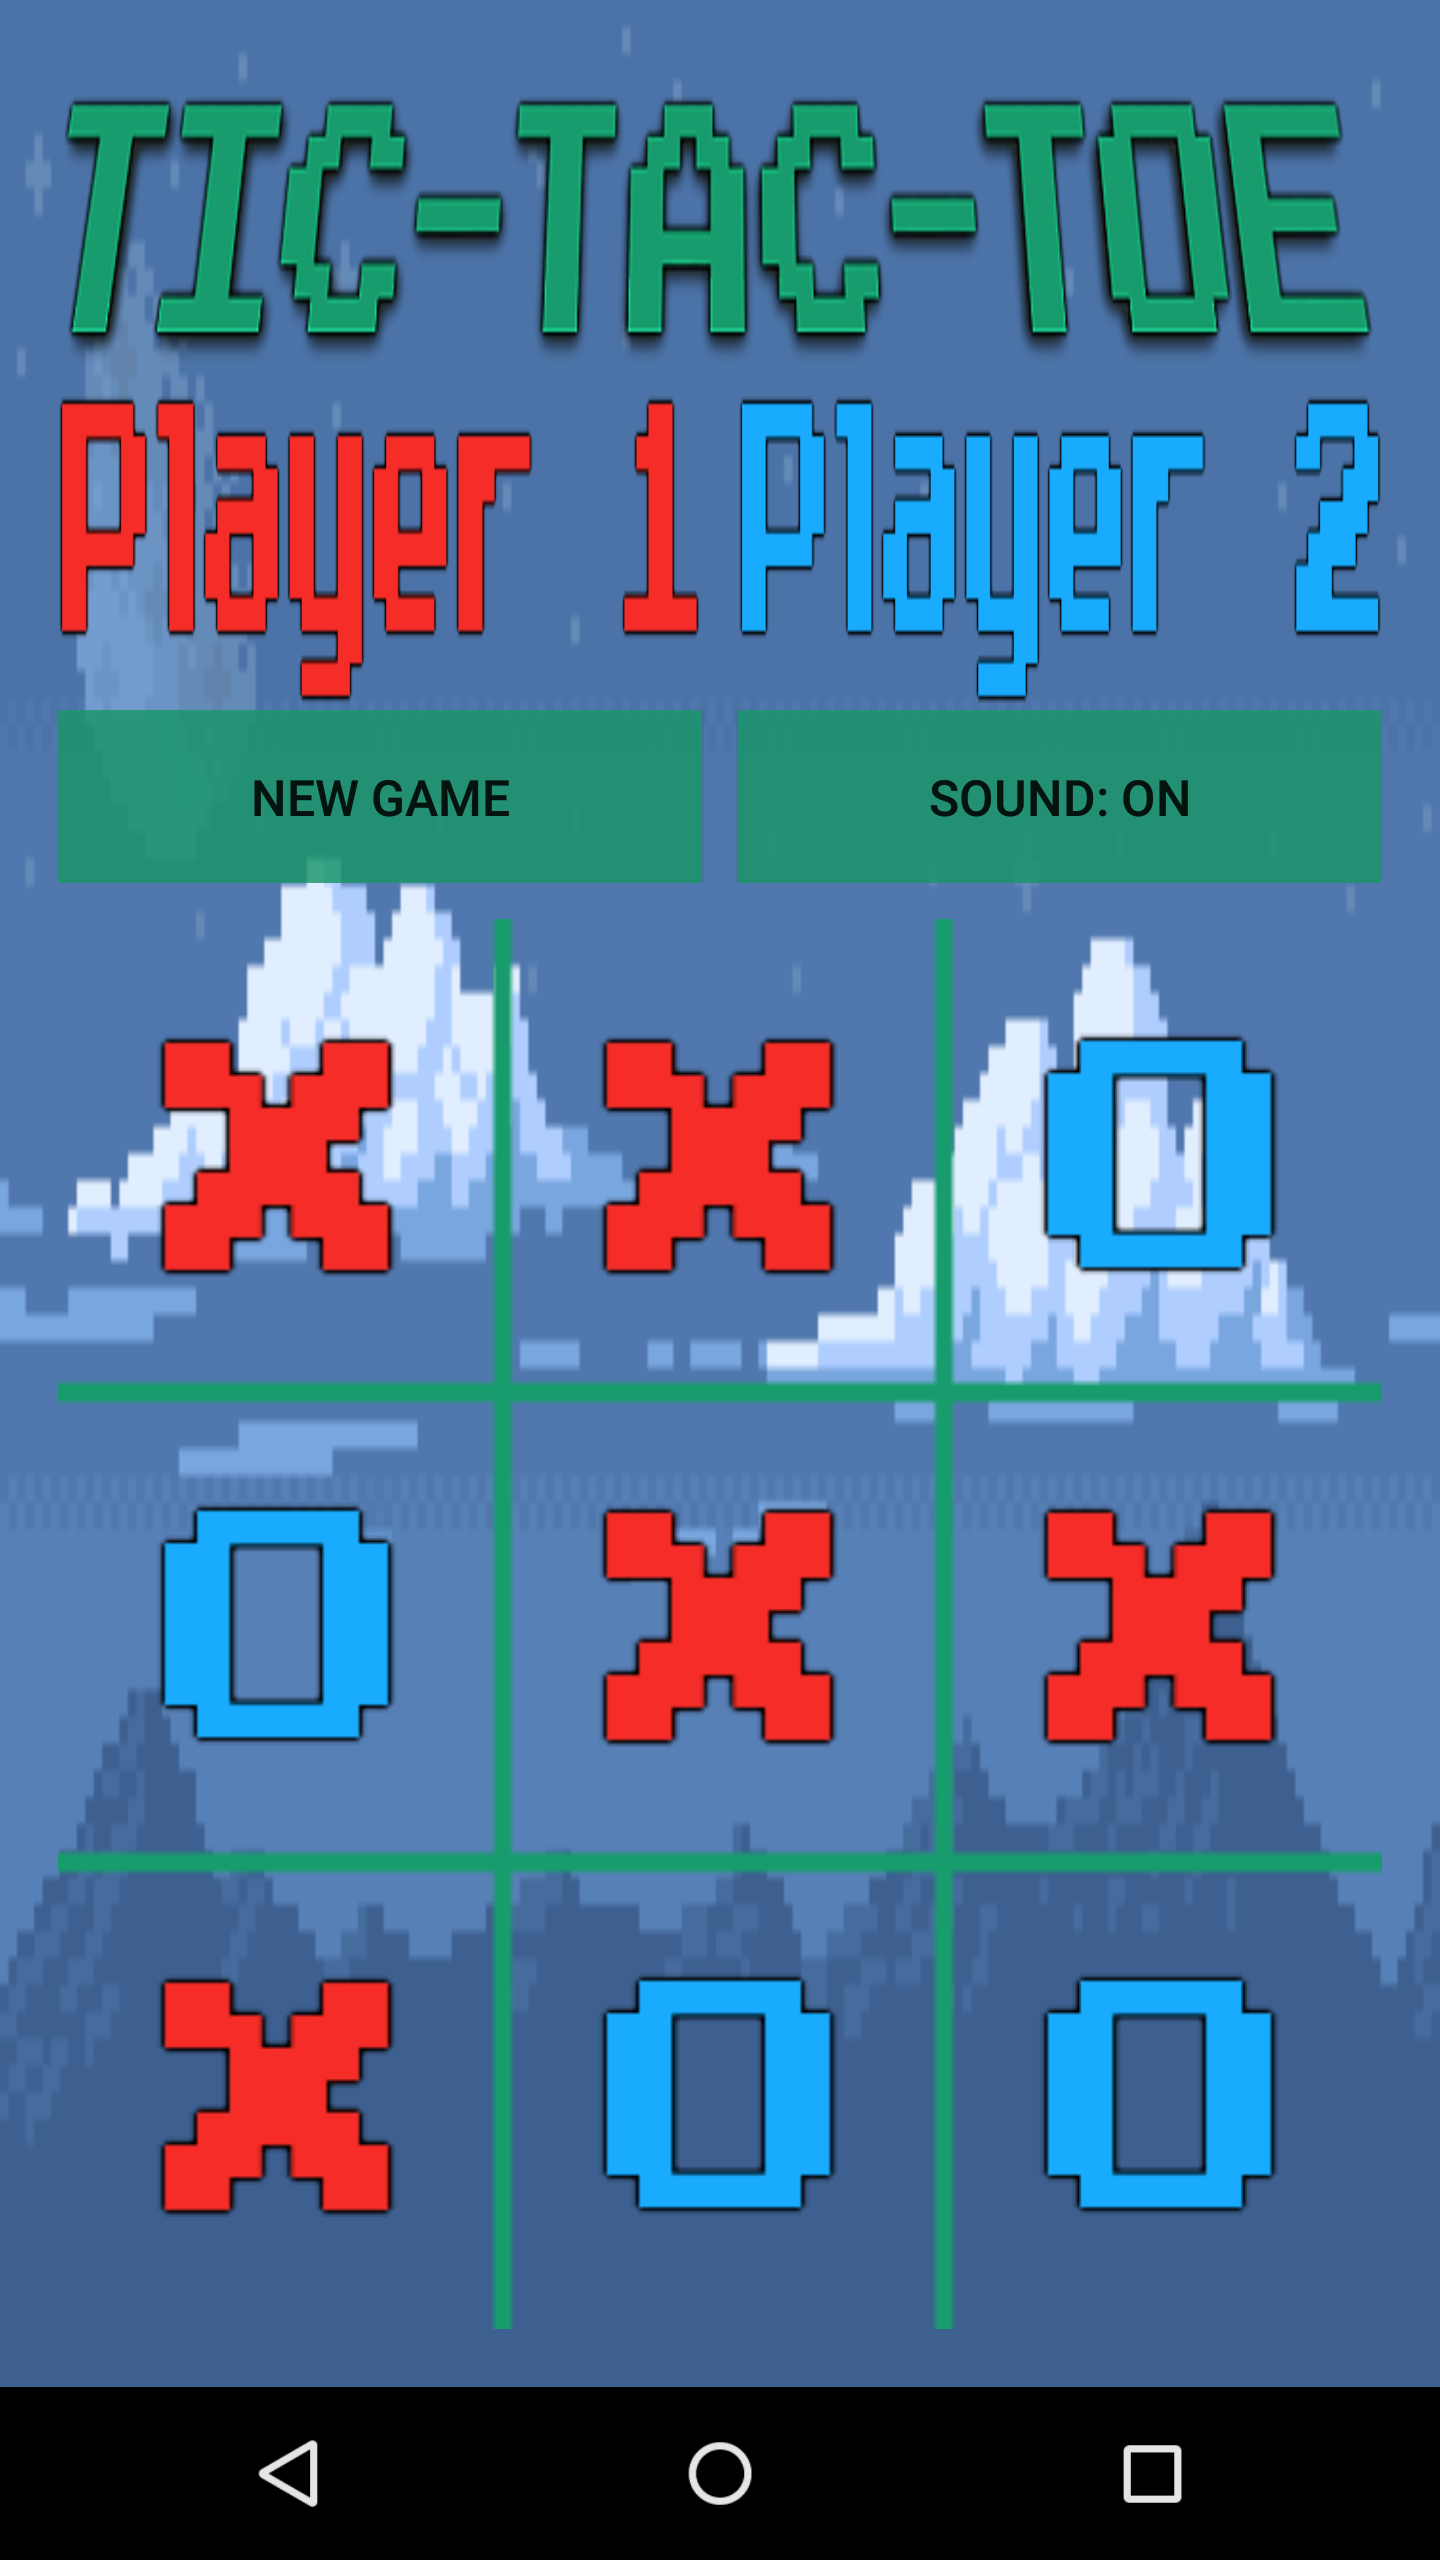 TIC-TAC-TOE
Player 1 Player 2
NEW GAME SOUND: ON
X X O
O X X
X O O